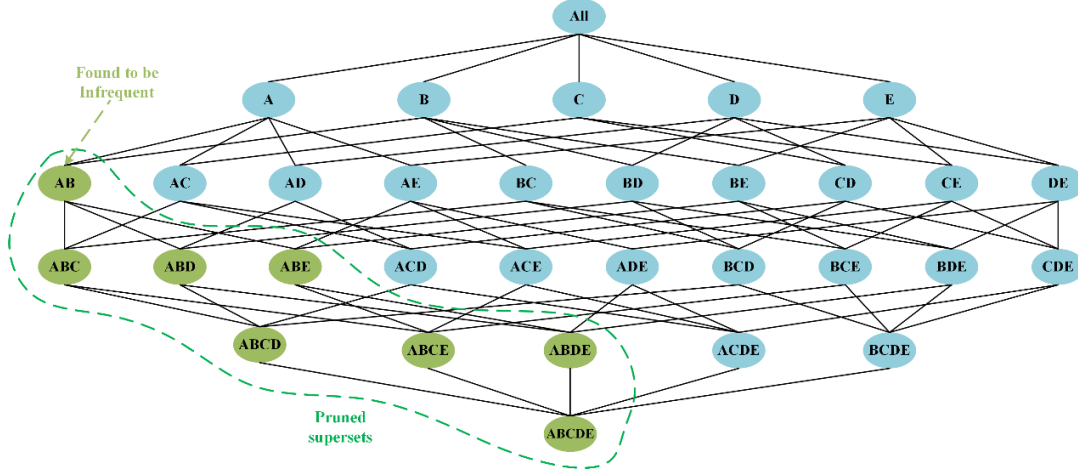 All
Found to be
Infrequent
A B C D E
AB AC AD AE BC BD BE CD CE DE
ABC ABD ABE ACD ACE ADE BCD BCE BDE CDE
ABCD ABCE ABDE ACDE BCDE
Pruned
supersets
ABCDE